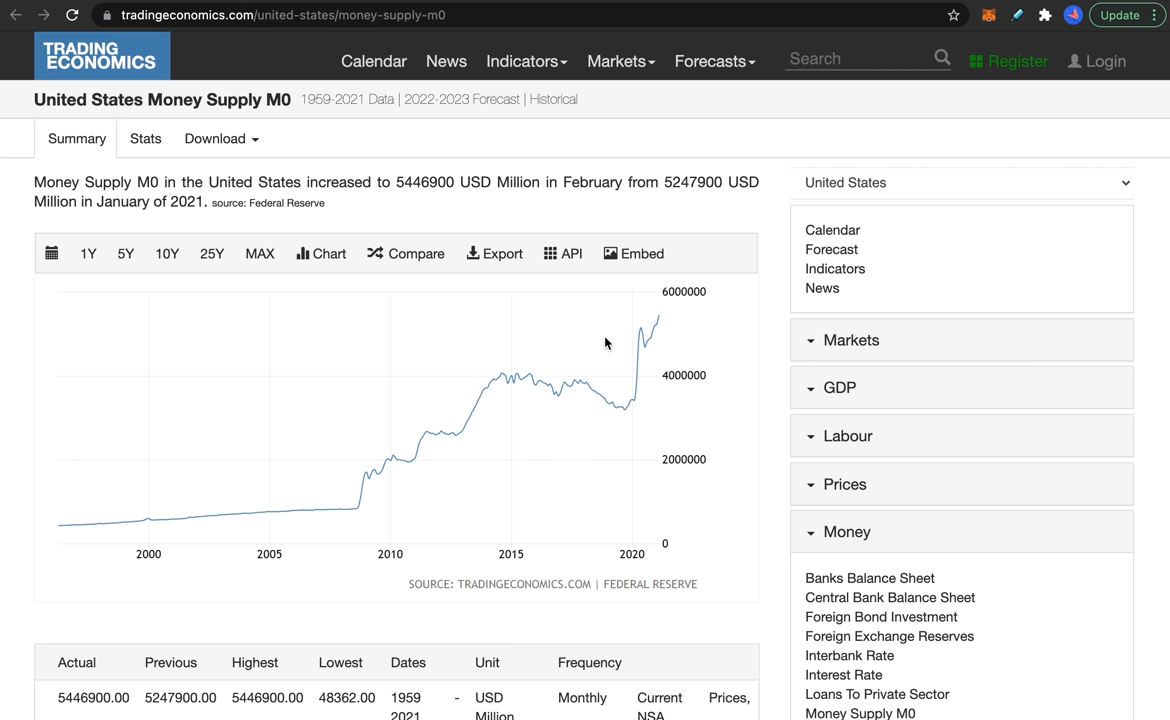 tradingeconomics.com/united-states/money-supply-m0
Update
TRADING
ECONOMICS
Calendar News Indicators Markets Forecasts
Search
Register
Login
United States Money Supply M0 1959-2021 Data | 2022-2023 Forecast | Historical
Summary Stats Download
Money Supply M0 in the United States increased to 5446900 USD Million in February from 5247900 USD
Million in January of 2021. source: Federal Reserve
1Y 5Y 10Y 25Y MAX Chart Compare Export API Embed
6000000
4000000
2000000
0
2000 2005 2010 2015 2020
SOURCE: TRADINGECONOMICS.COM | FEDERAL RESERVE
Actual Previous Highest Lowest Dates Unit Frequency
5446900.00 5247900.00 5446900.00 48362.00 1959 - USD Monthly Current Prices,
2021 Million NSA
United States
Calendar
Forecast
Indicators
News
Markets
GDP
Labour
Prices
Money
Banks Balance Sheet
Central Bank Balance Sheet
Foreign Bond Investment
Foreign Exchange Reserves
Interbank Rate
Interest Rate
Loans To Private Sector
Money Supply M0